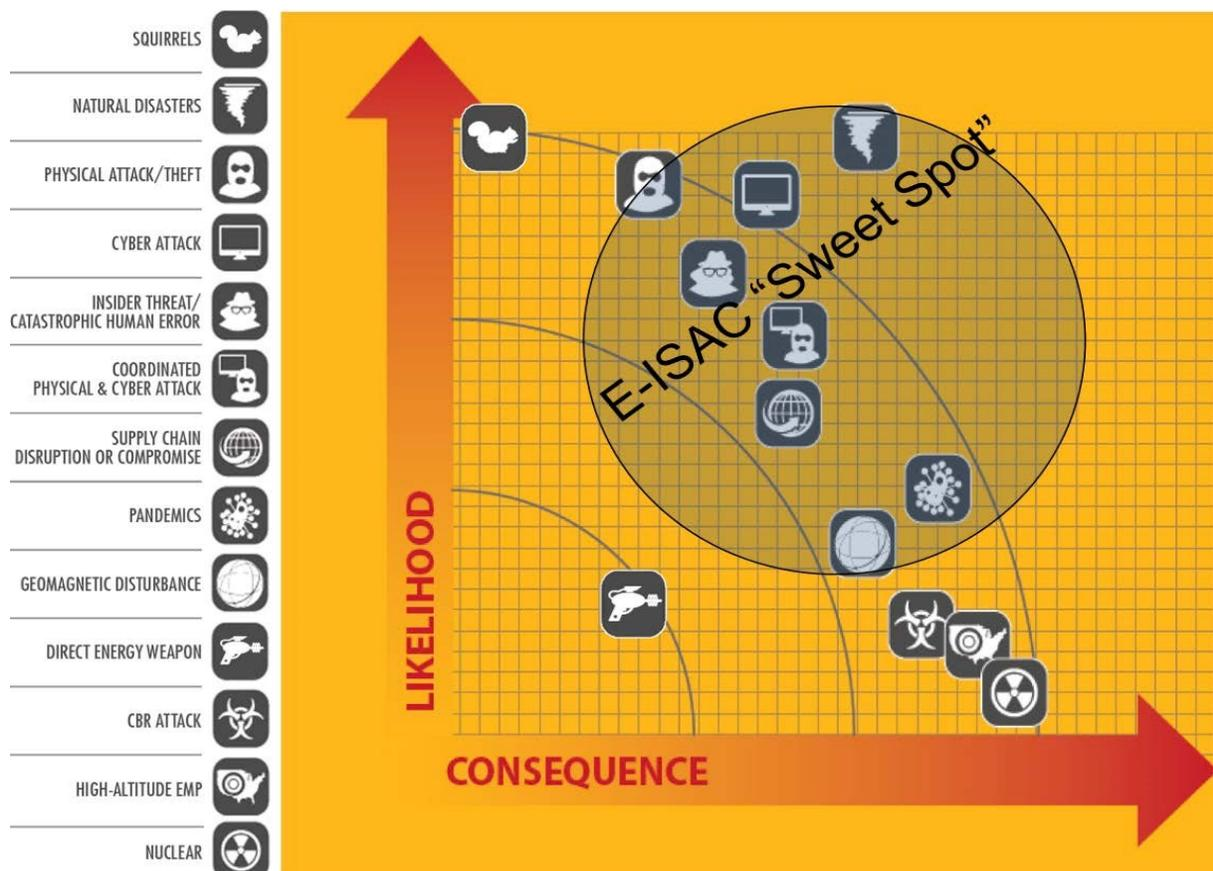 SQUIRRELS
NATURAL DISASTERS
PHYSICAL ATTACK/THEFT
CYBER ATTACK
INSIDER THREAT/
CATASTROPHIC HUMAN ERROR
COORDINATED
PHYSICAL & CYBER ATTACK
SUPPLY CHAIN
DISRUPTION OR COMPROMISE
PANDEMICS
GEOMAGNETIC DISTURBANCE
DIRECT ENERGY WEAPON
CBR ATTACK
HIGH-ALTITUDE EMP
NUCLEAR
LIKELIHOOD
E-ISAC “Sweet Spot”
CONSEQUENCE